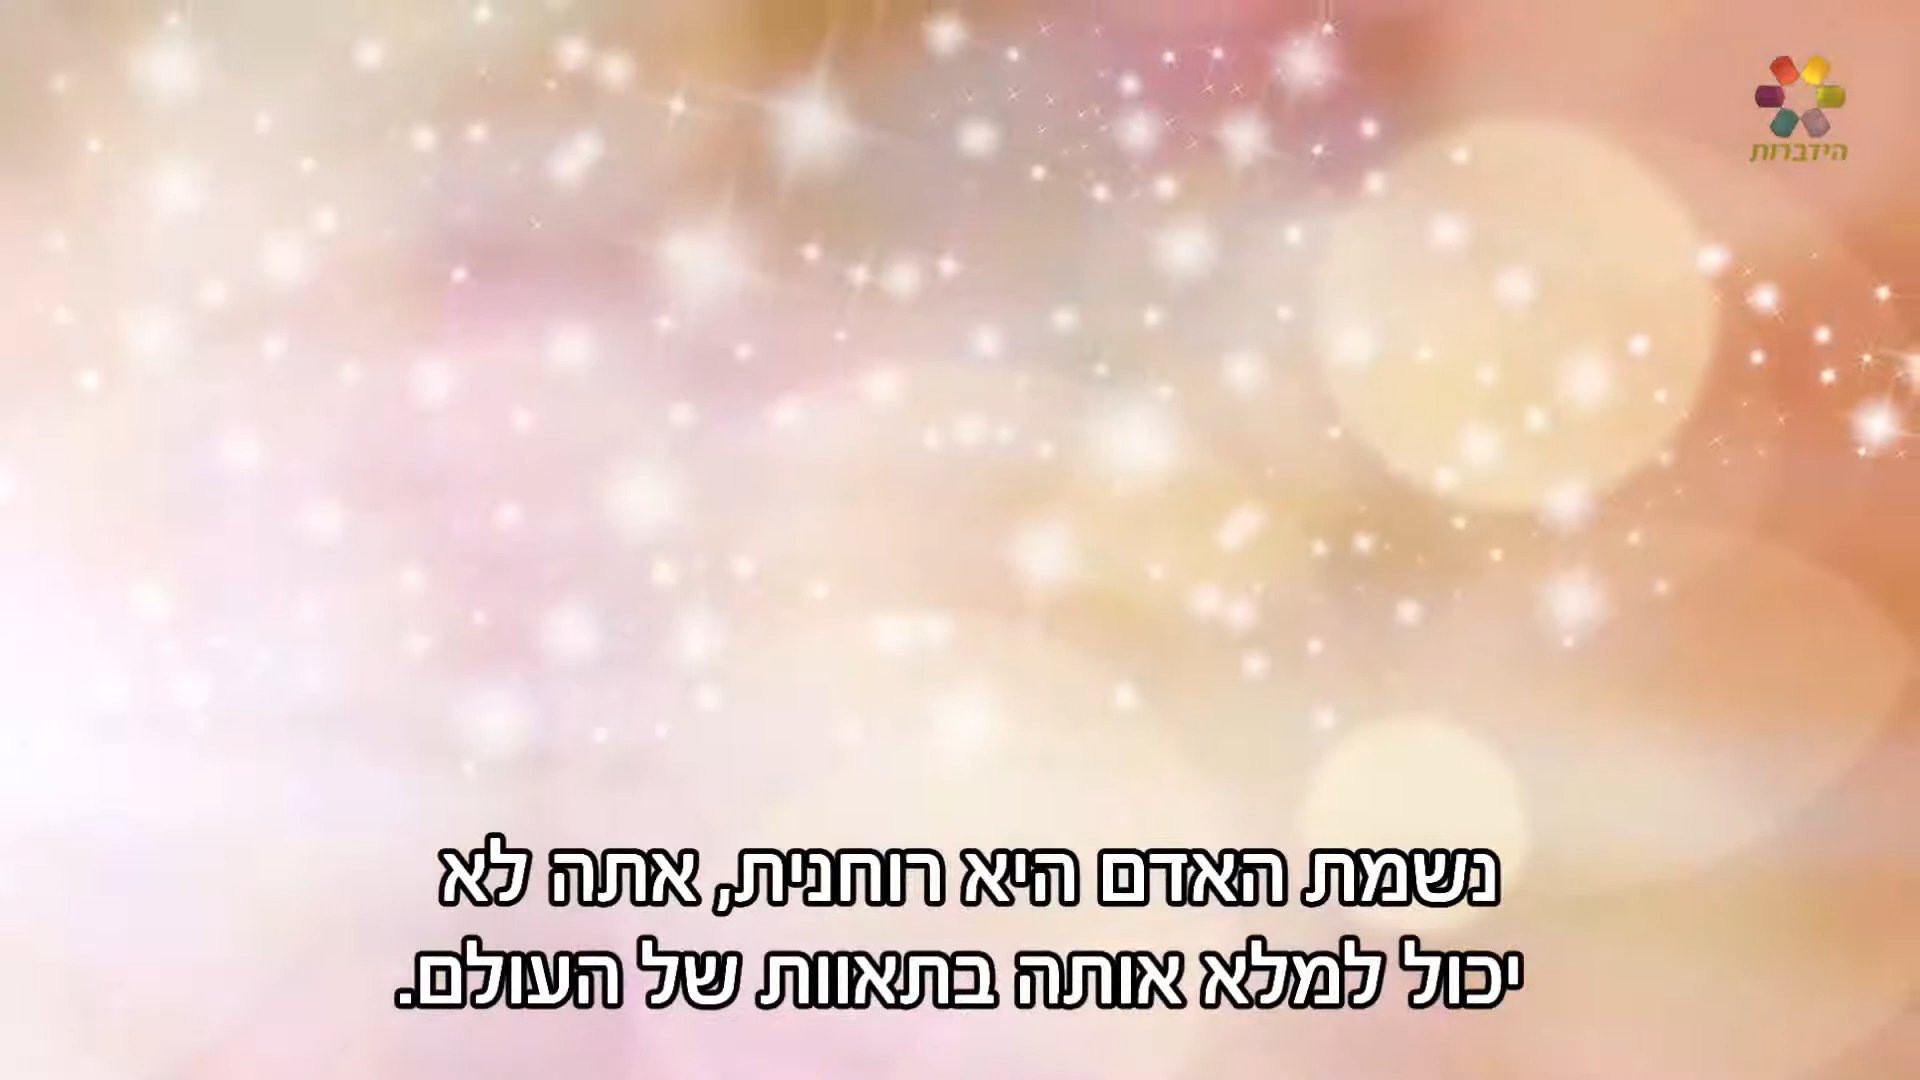 הידברות
נשמת האדם היא רוחנית, אתה לא
יכול למלא אותה בתאוות של העולם.